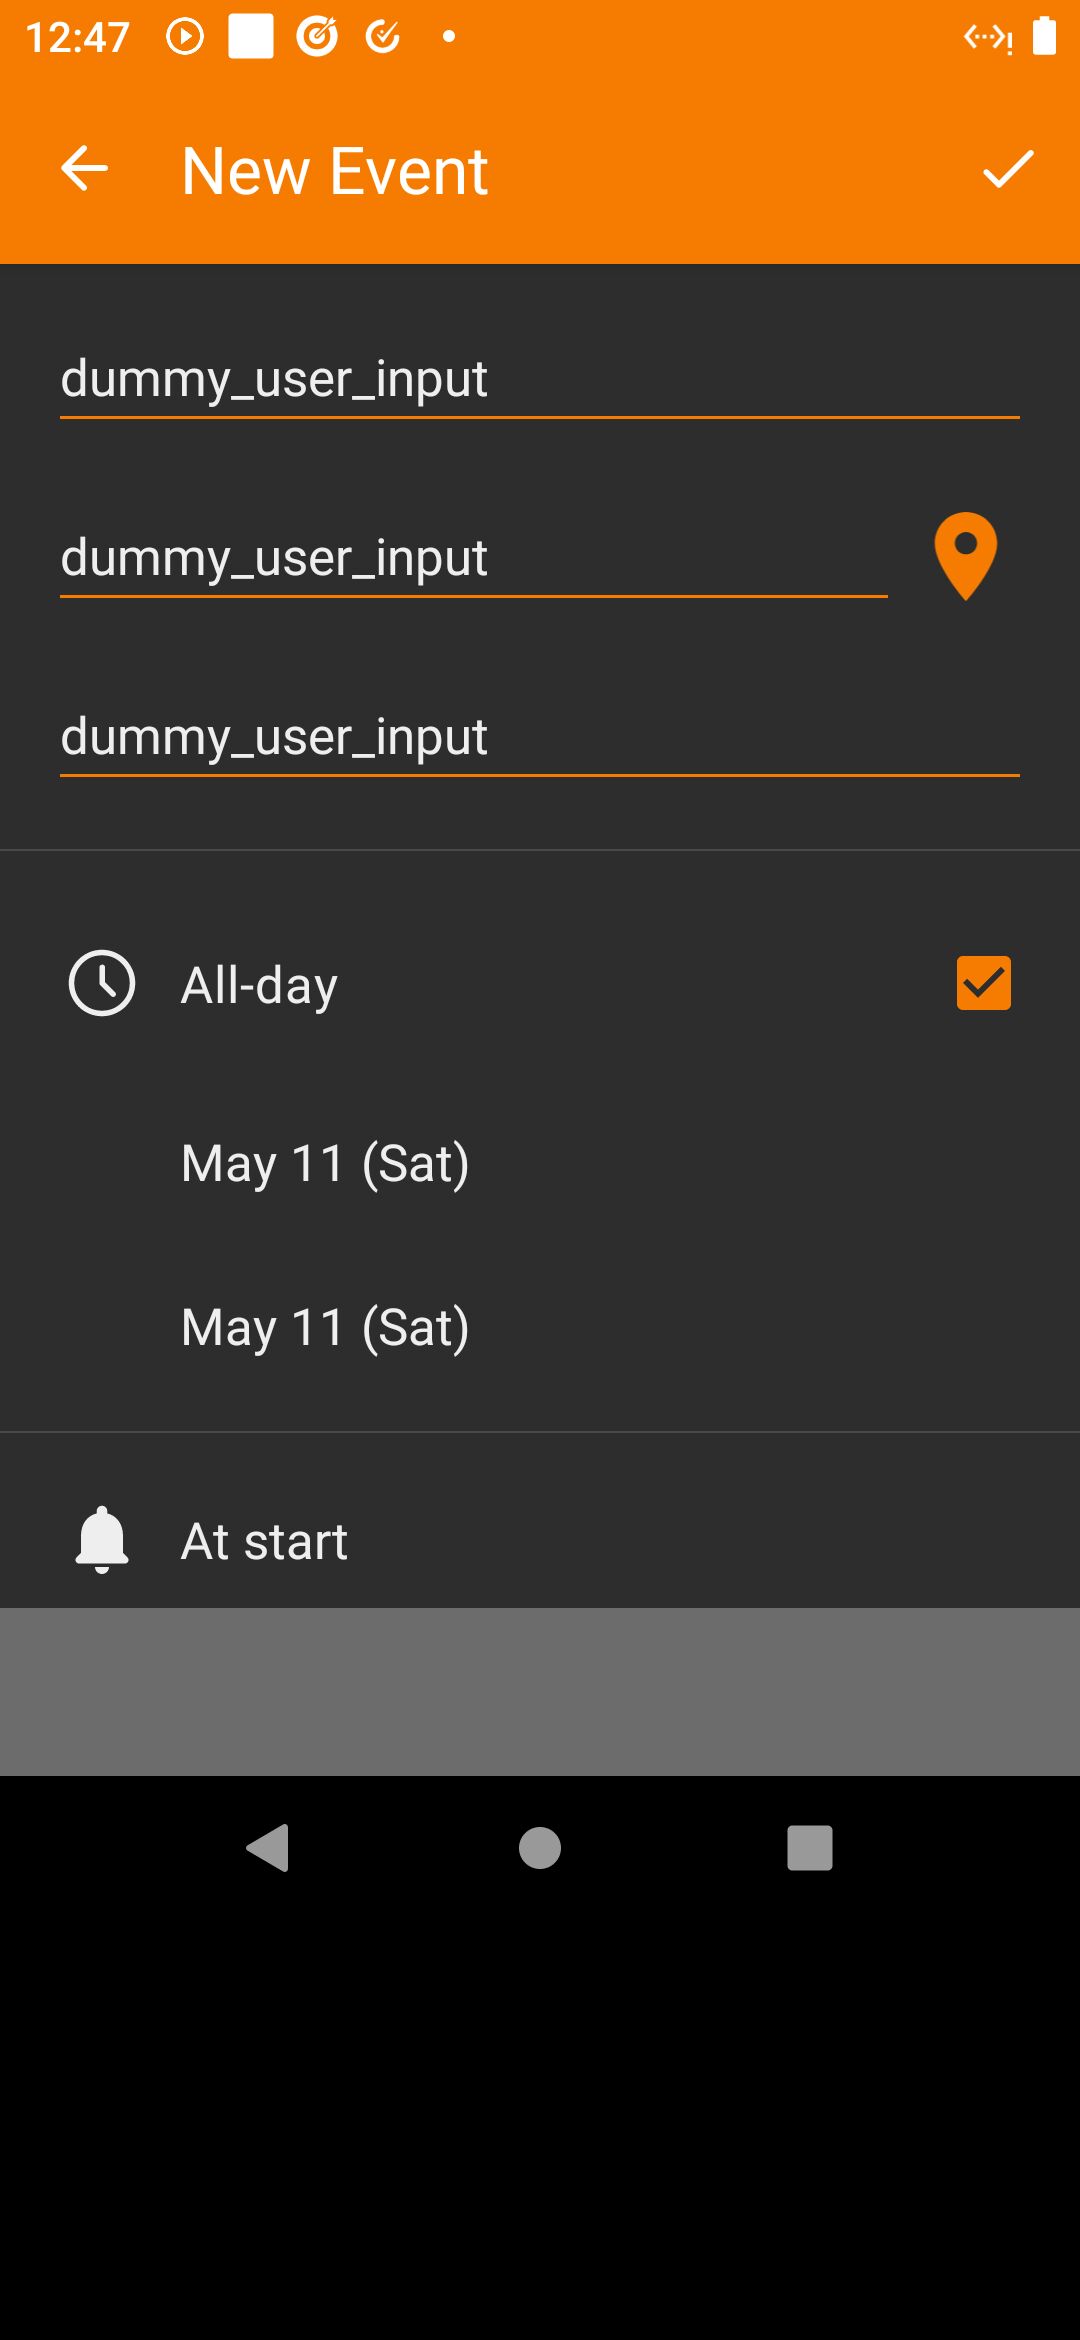 12:47
New Event
dummy_user_input
dummy_user_input
dummy_user_input
All-day
May 11 (Sat)
May 11 (Sat)
At start